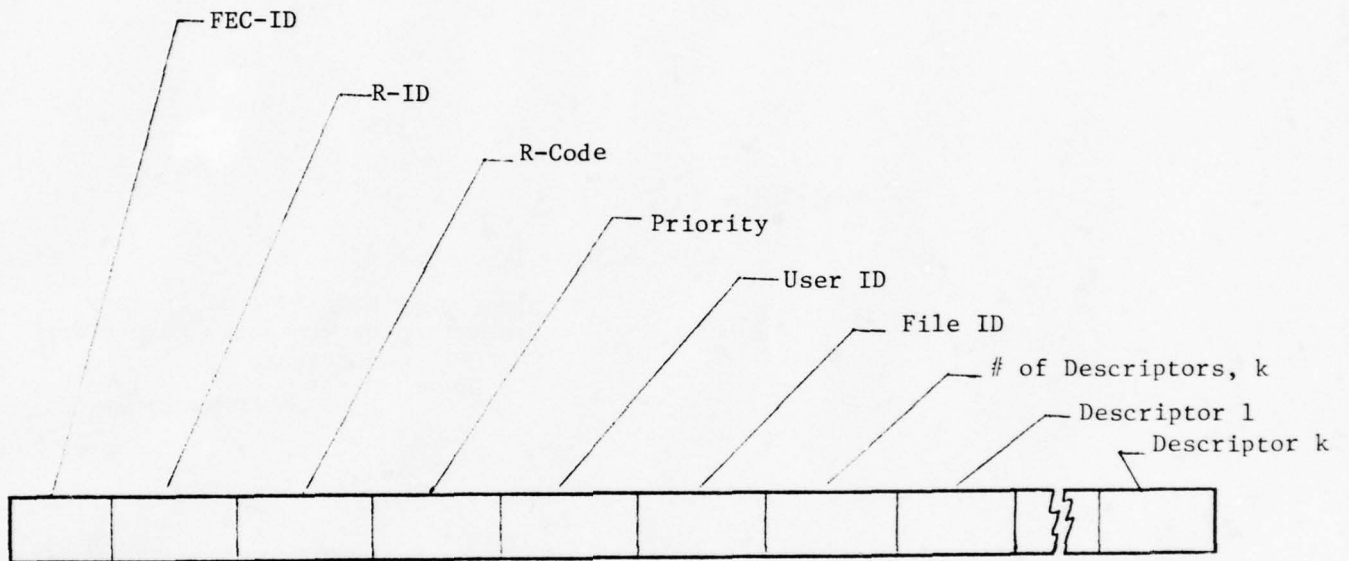 FEC-ID
R-ID
R-Code
Priority
User ID
File ID
# of Descriptors, k
Descriptor 1
Descriptor k